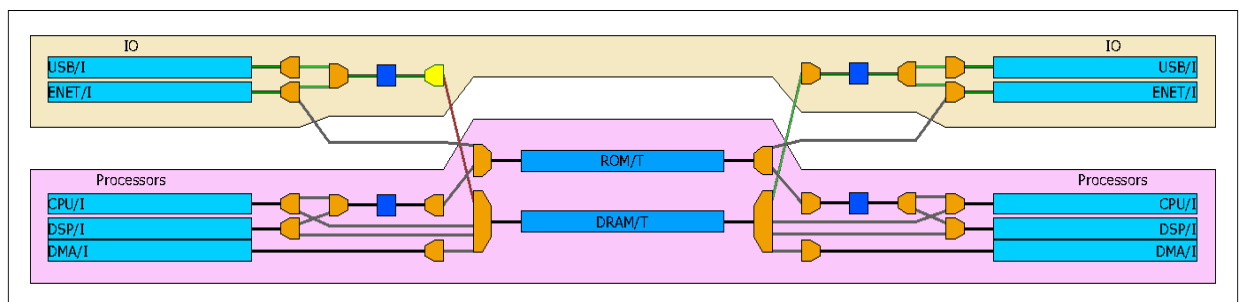 IO
IO
USB/I
USB/I
ENET/I
ENET/I
ROM/T
Processors
Processors
CPU/I
CPU/I
DRAM/T
DSP/I
DSP/I
DMA/I
DMA/I